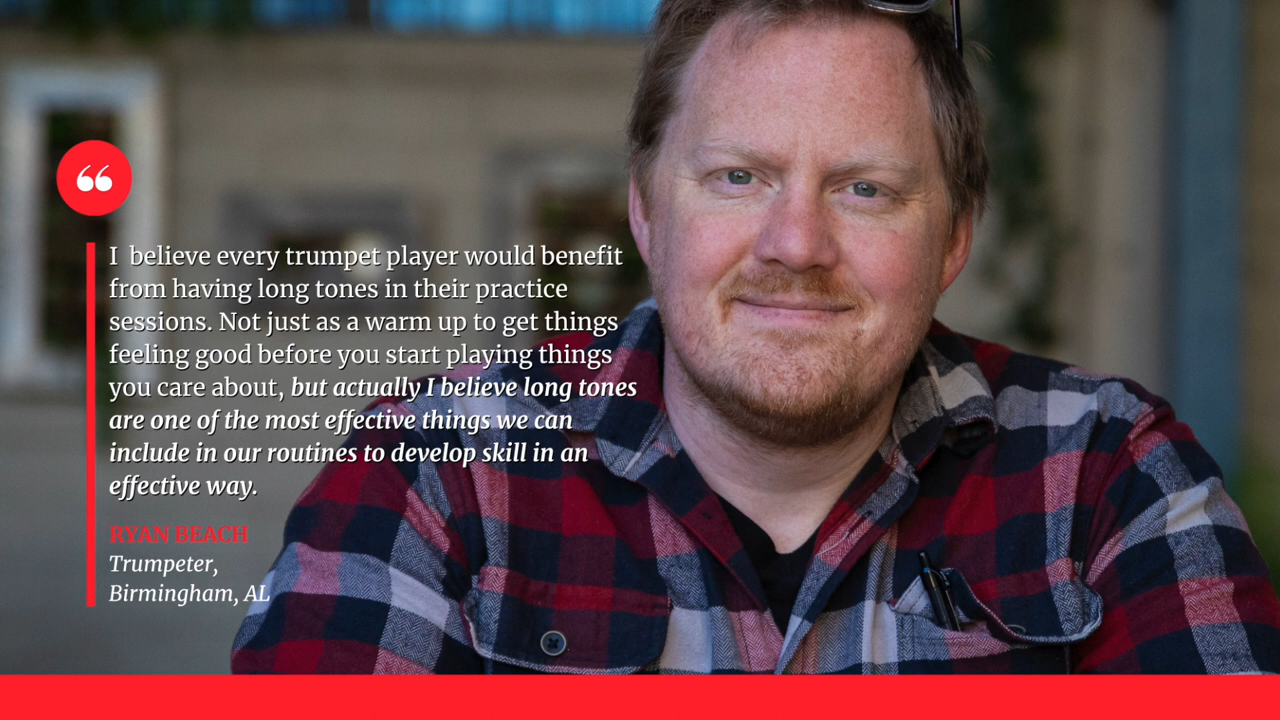 “
I believe every trumpet player would benefit
from having long tones in their practice
sessions. Not just as a warm up to get things
feeling good before you start playing things
you care about, but actually I believe long tones
are one of the most effective things we can
include in our routines to develop skill in an
effective way.
RYAN BEACH
Trumpeter,
Birmingham, AL